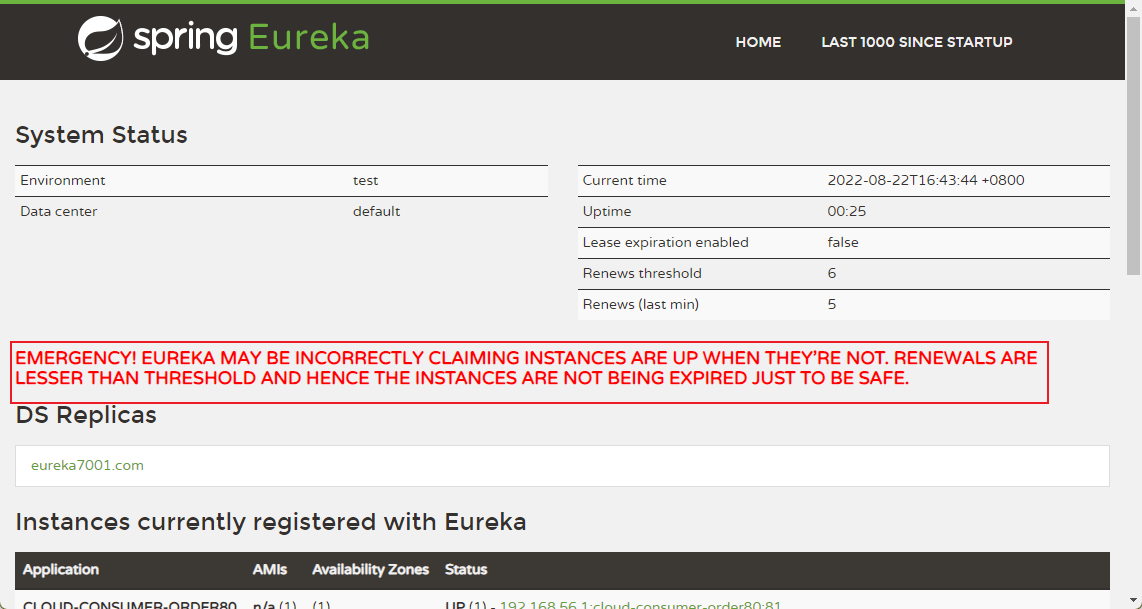 spring Eureka
HOME LAST 1000 SINCE STARTUP
System Status
Environment test
Data center default
Current time 2022-08-22T16:43:44 +0800
Uptime 00:25
Lease expiration enabled false
Renews threshold 6
Renews (last min) 5
EMERGENCY! EUREKA MAY BE INCORRECTLY CLAIMING INSTANCES ARE UP WHEN THEY'RE NOT. RENEWALS ARE
LESSER THAN THRESHOLD AND HENCE THE INSTANCES ARE NOT BEING EXPIRED JUST TO BE SAFE.
DS Replicas
eureka7001.com
Instances currently registered with Eureka
Application AMIs Availability Zones Status
CLOUD-CONSUMER-ORDER80 n/a (1) (1) UP (1) - 192.168.56.1:cloud-consumer-order80:81